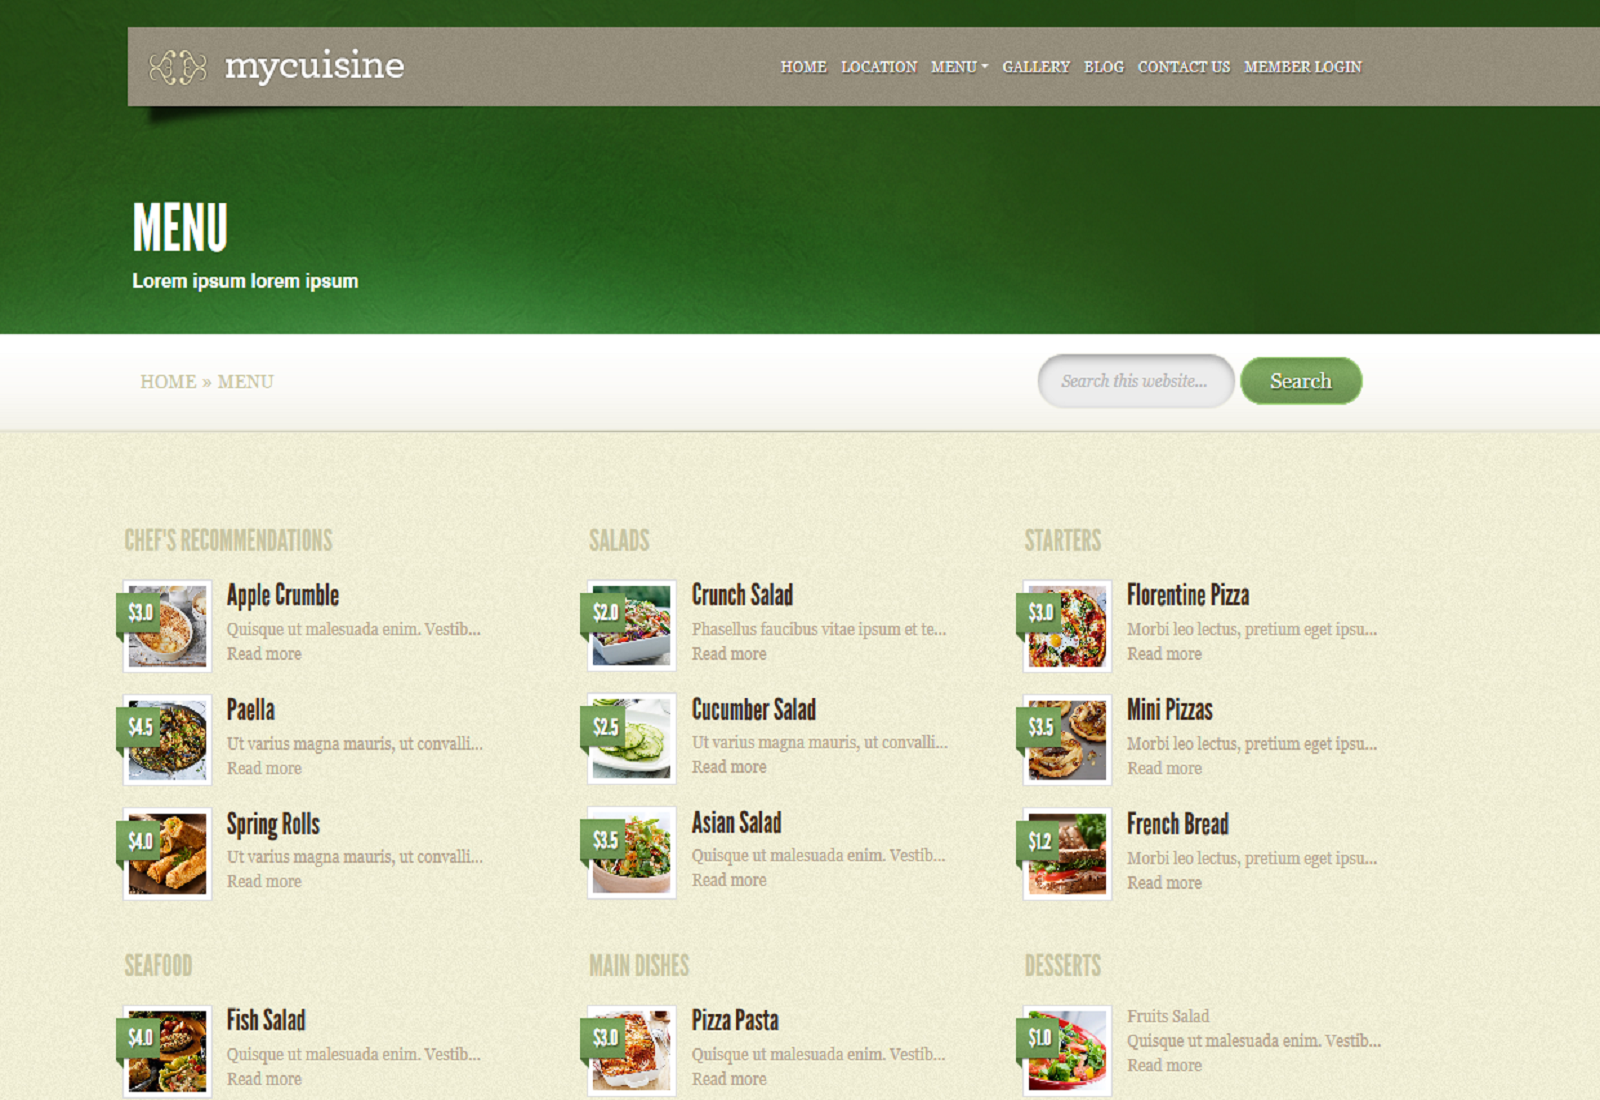 mycuisine
HOME LOCATION MENU GALLERY BLOG CONTACT US MEMBER LOGIN
MENU
Lorem ipsum lorem ipsum
HOME » MENU
Search this website...
Search
CHEF'S RECOMMENDATIONS
$3.0
Apple Crumble
Quisque ut malesuada enim. Vestib...
Read more
$4.5
Paella
Ut varius magna mauris, ut convalli...
Read more
$4.0
Spring Rolls
Ut varius magna mauris, ut convalli...
Read more
SALADS
$2.0
Crunch Salad
Phasellus faucibus vitae ipsum et te...
Read more
$2.5
Cucumber Salad
Ut varius magna mauris, ut convalli...
Read more
$3.5
Asian Salad
Quisque ut malesuada enim. Vestib...
Read more
STARTERS
$3.0
Florentine Pizza
Morbi leo lectus, pretium eget ipsu...
Read more
$3.5
Mini Pizzas
Morbi leo lectus, pretium eget ipsu...
Read more
$1.2
French Bread
Morbi leo lectus, pretium eget ipsu...
Read more
SEAFOOD
$4.0
Fish Salad
Quisque ut malesuada enim. Vestib...
Read more
MAIN DISHES
$3.0
Pizza Pasta
Quisque ut malesuada enim. Vestib...
Read more
DESSERTS
$1.0
Fruits Salad
Quisque ut malesuada enim. Vestib...
Read more